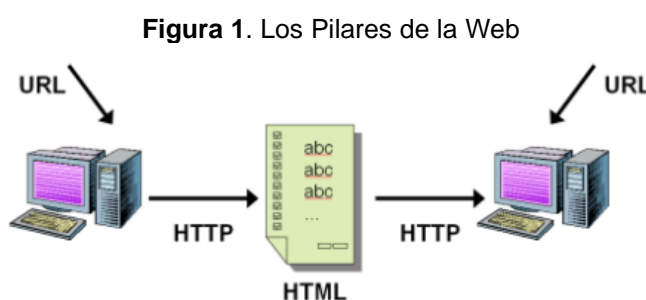 Figura 1. Los Pilares de la Web
URL
URL
abc
abc
abc
...
HTTP
HTTP
HTML